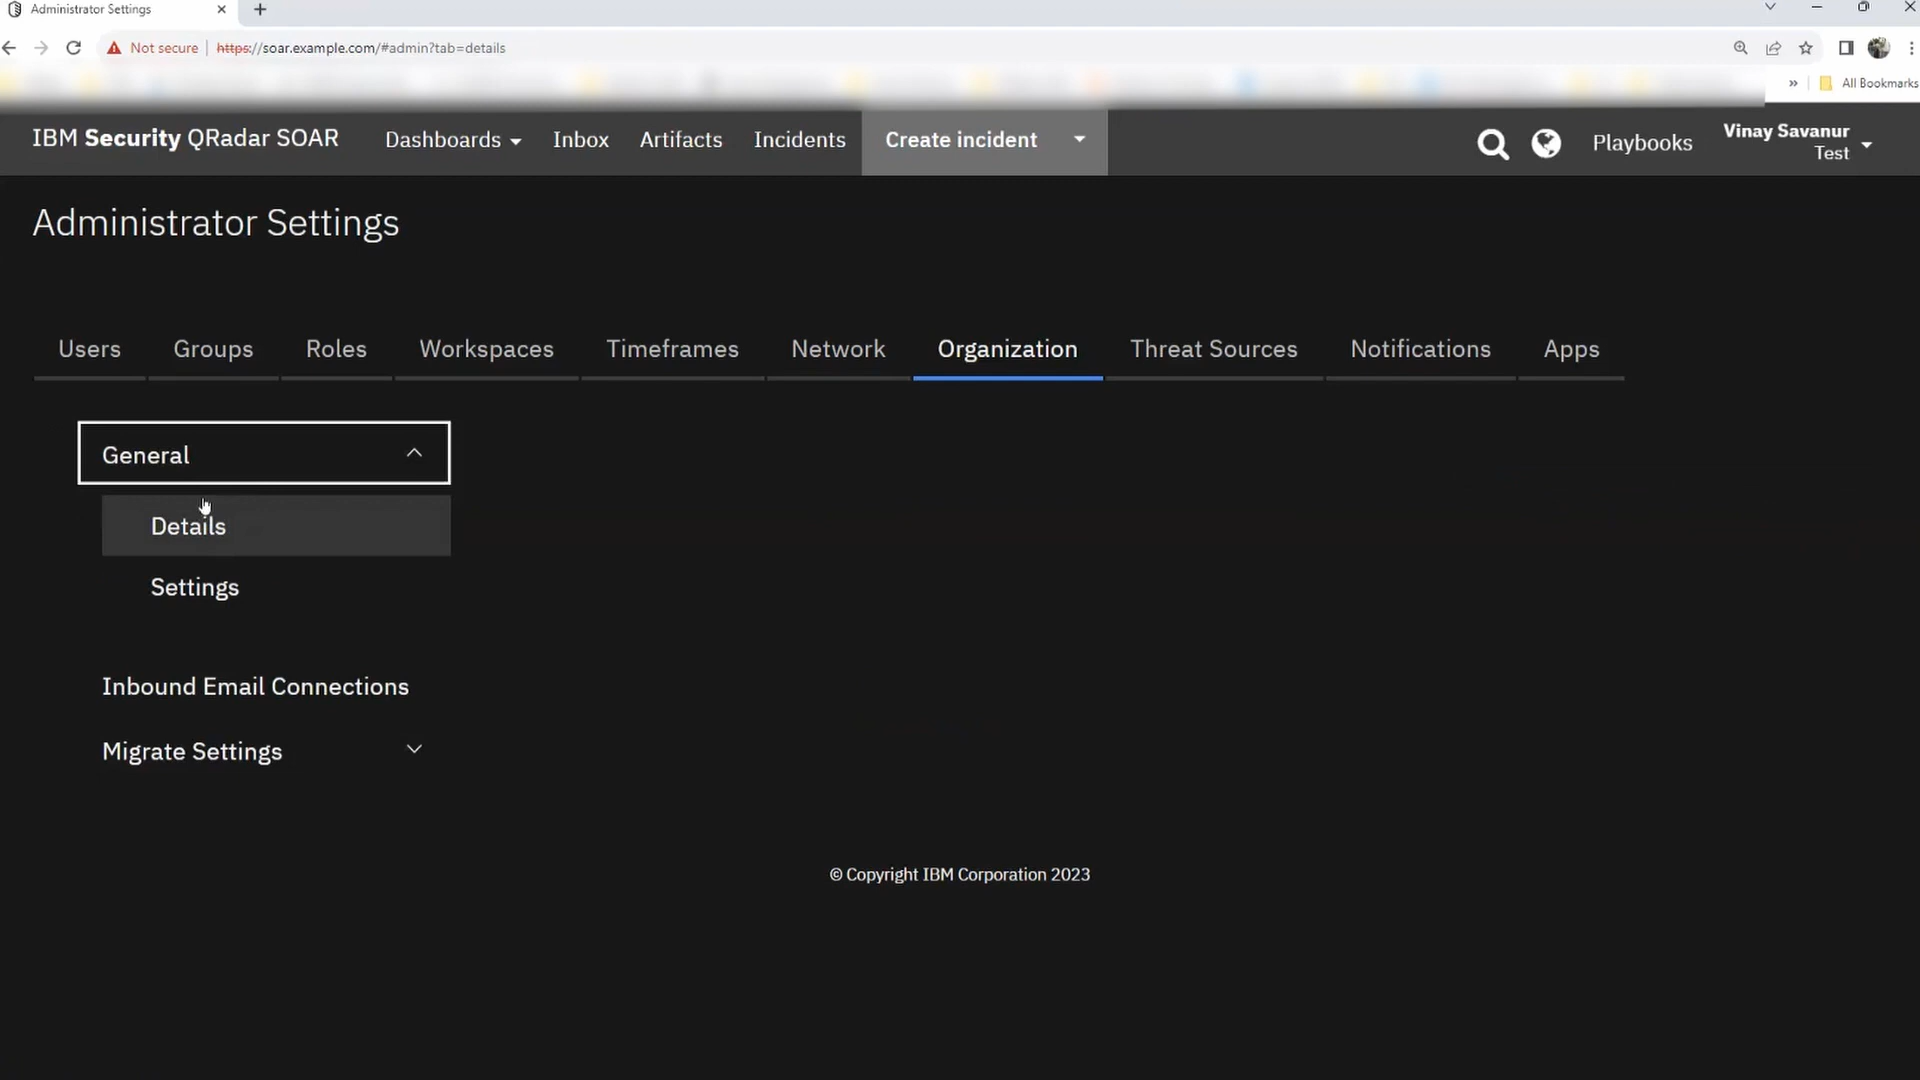 Administrator Settings
Not secure https://soar.example.com/#admin?tab=details
» All Bookmarks
IBM Security QRadar SOAR Dashboards Inbox Artifacts Incidents Create incident Playbooks Vinay Savanur
Test
Administrator Settings
Users Groups Roles Workspaces Timeframes Network Organization Threat Sources Notifications Apps
General
Details
Settings
Inbound Email Connections
Migrate Settings
© Copyright IBM Corporation 2023